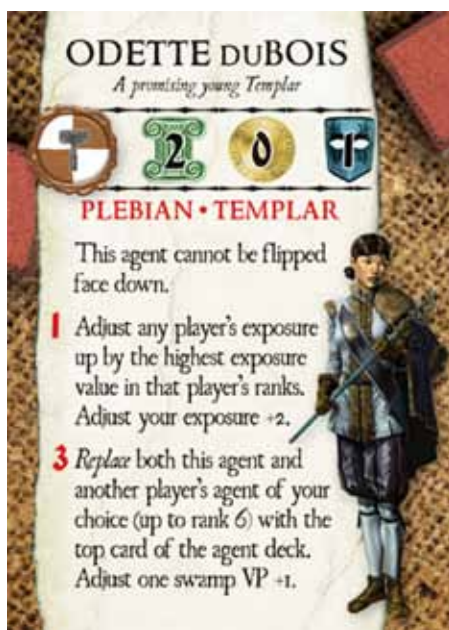 ODETTE DUBOIS
A promising young Templar
2 0 1
PLEBIAN • TEMPLAR
This agent cannot be flipped
face down.
1 Adjust any player's exposure
up by the highest exposure
value in that player's ranks.
Adjust your exposure +2.
3 Replace both this agent and
another player's agent of your
choice (up to rank 6) with the
top card of the agent deck.
Adjust one swamp VP +1.